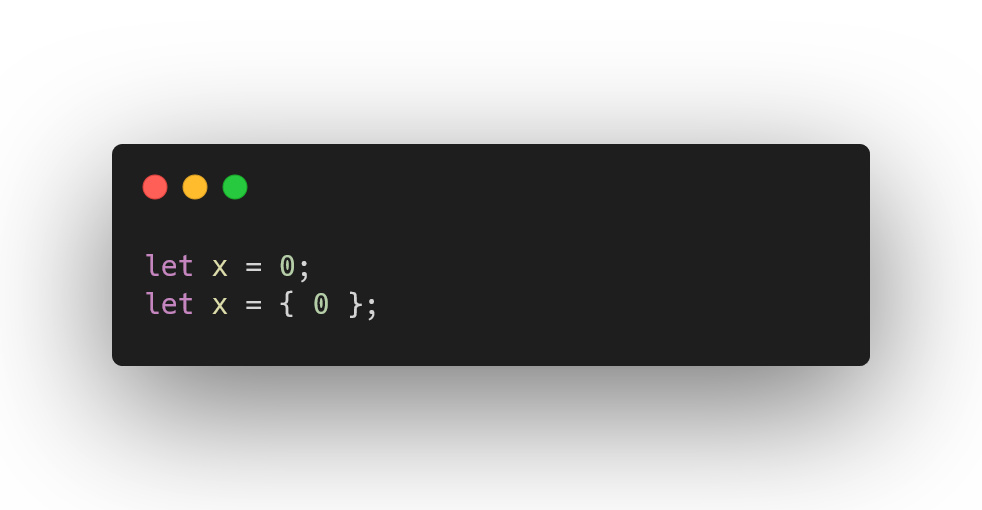 let x = 0;
let x = { 0 };